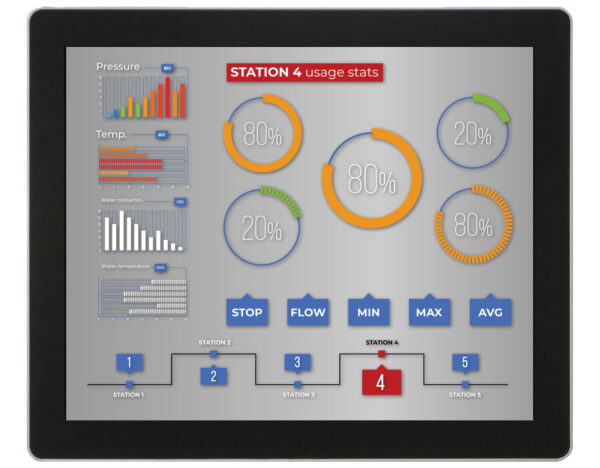 Pressure
STATION 4 usage stats
80%
20%
80%
Temp.
Water contamin.
20%
80%
Water temperature
STOP
FLOW
MIN
MAX
AVG
STATION 2
STATION 4
1
3
5
2
4
STATION 1
STATION 3
STATION 5